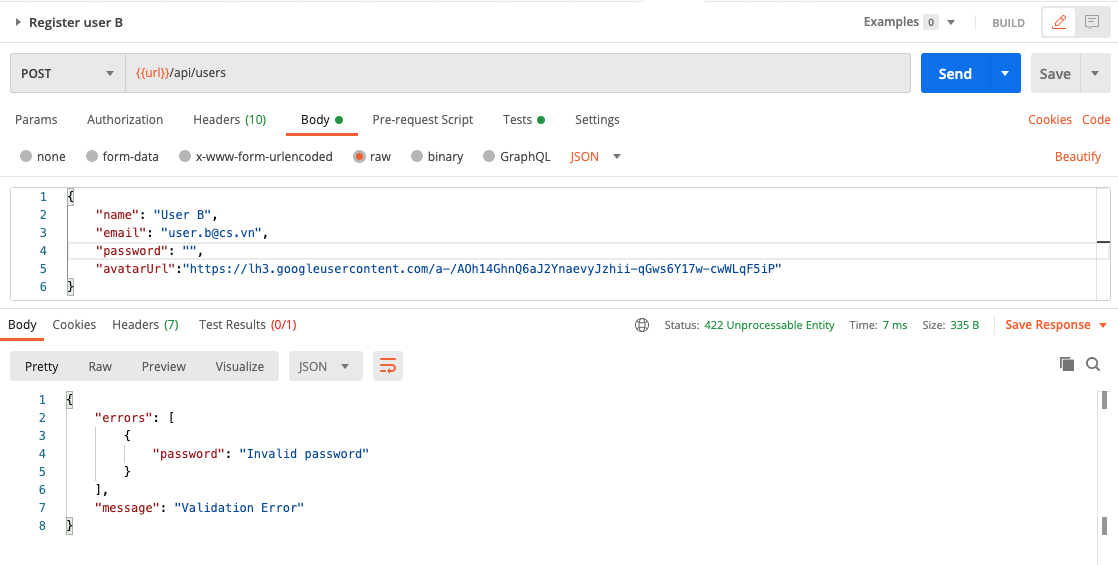 Register user B
Examples 0
BUILD
POST
{{url}}/api/users
Send
Save
Params Authorization Headers (10) Body Pre-request Script Tests Settings Cookies Code
none form-data x-www-form-urlencoded raw binary GraphQL JSON Beautify
1 {
2 "name": "User B",
3 "email": "user.b@cs.vn",
4 "password": "",
5 "avatarUrl":"https://lh3.googleusercontent.com/a-/AOh14GhnQ6aJ2YnaevyJzhii-qGws6Y17w-cwWLqF5iP"
6 }
Body Cookies Headers (7) Test Results (0/1) Status: 422 Unprocessable Entity Time: 7 ms Size: 335 B Save Response
Pretty Raw Preview Visualize JSON
1 {
2 "errors": [
3 {
4 "password": "Invalid password"
5 }
6 ],
7 "message": "Validation Error"
8 }